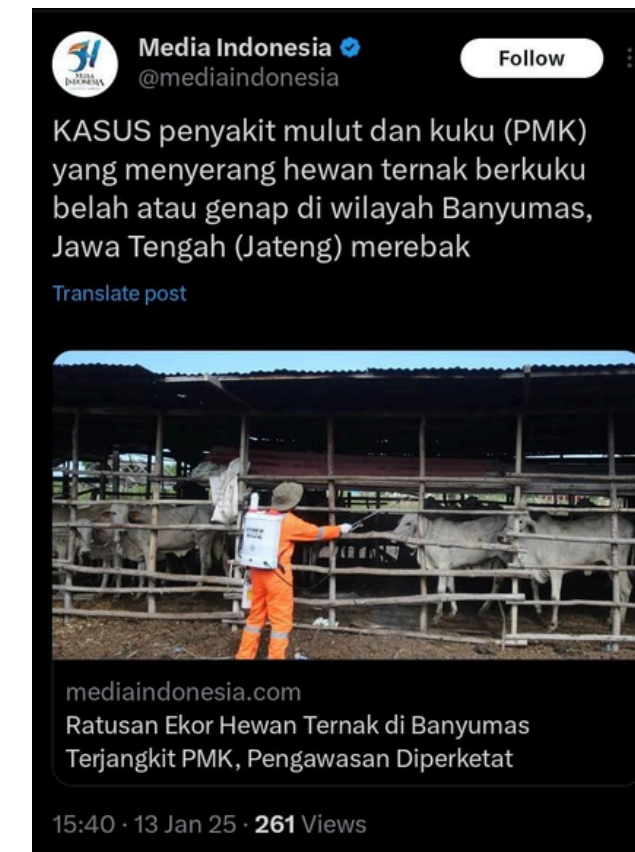 Media Indonesia
@mediaindonesia
Follow
MEDIA
INDONESIA
KASUS penyakit mulut dan kuku (PMK)
yang menyerang hewan ternak berkuku
belah atau genap di wilayah Banyumas,
Jawa Tengah (Jateng) merebak
Translate post
mediaindonesia.com
Ratusan Ekor Hewan Ternak di Banyumas
Terjangkit PMK, Pengawasan Diperketat
15:40 · 13 Jan 25 · 261 Views